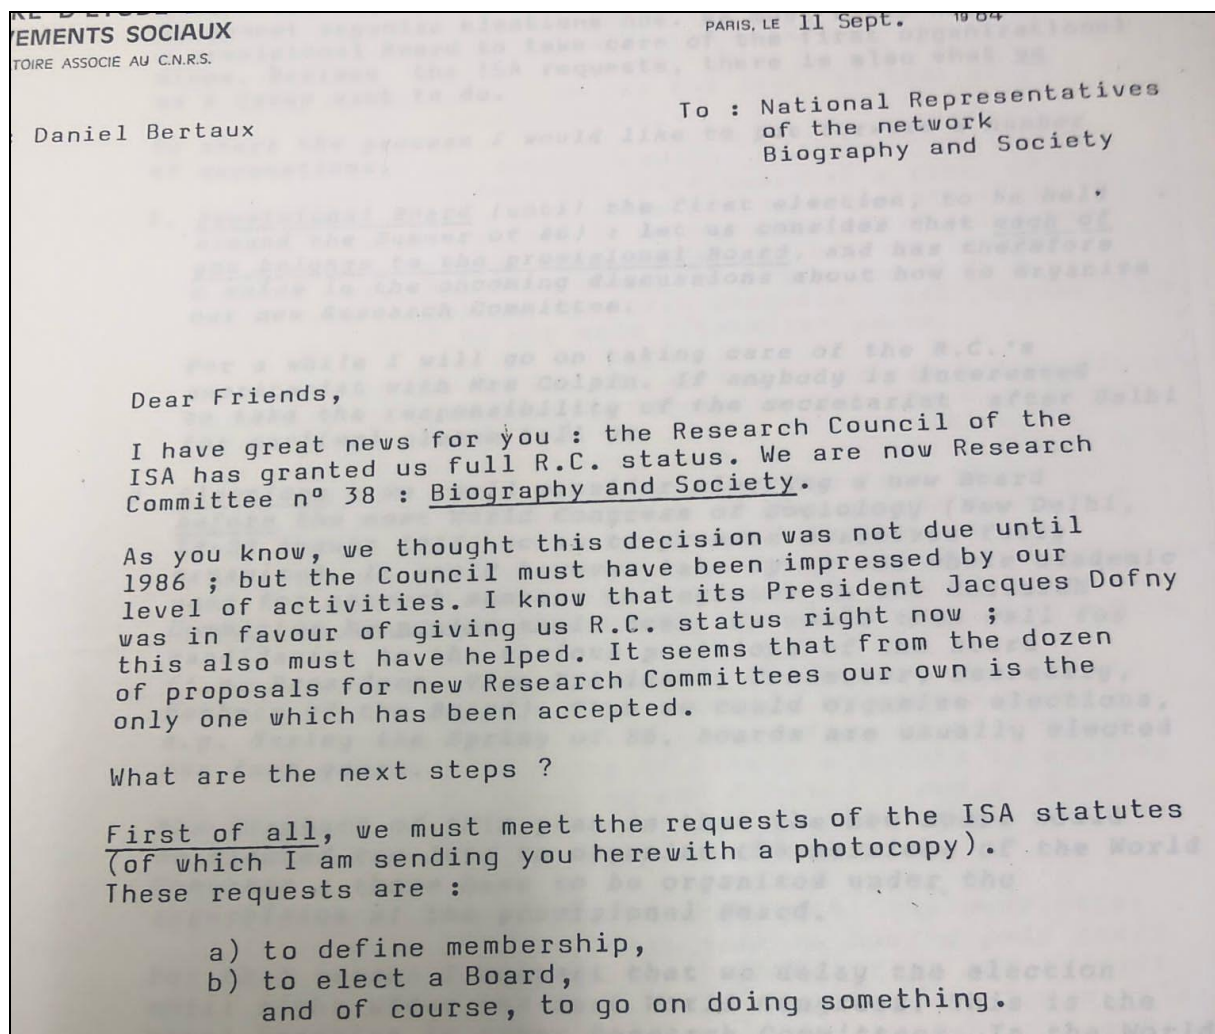 VEMENTS SOCIAUX
TOIRE ASSOCIE AU C.N.R.S.
PARIS, LE 11 Sept. 1984
: Daniel Bertaux
To : National Representatives
of the network
Biography and Society
Dear Friends,
I have great news for you : the Research Council of the
ISA has granted us full R.C. status. We are now Research
Committee nº 38 : Biography and Society.
As you know, we thought this decision was not due until
1986 ; but the Council must have been impressed by our
level of activities. I know that its President Jacques Dofny
was in favour of giving us R.C. status right now ;
this also must have helped. It seems that from the dozen
of proposals for new Research Committees our own is the
only one which has been accepted.
What are the next steps ?
First of all, we must meet the requests of the ISA statutes
(of which I am sending you herewith a photocopy).
These requests are :
a) to define membership,
b) to elect a Board,
and of course, to go on doing something.